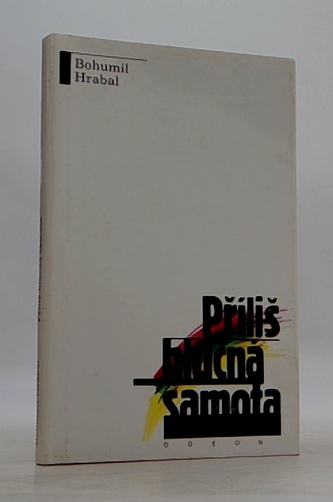 Bohumil
Hrabal
Příliš
hlučná
samota
ODEON